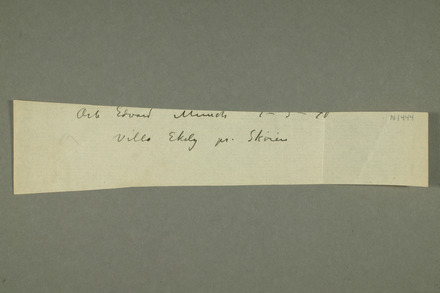 Edvard Munch
N1444
Villa Ekely pr. Skøien